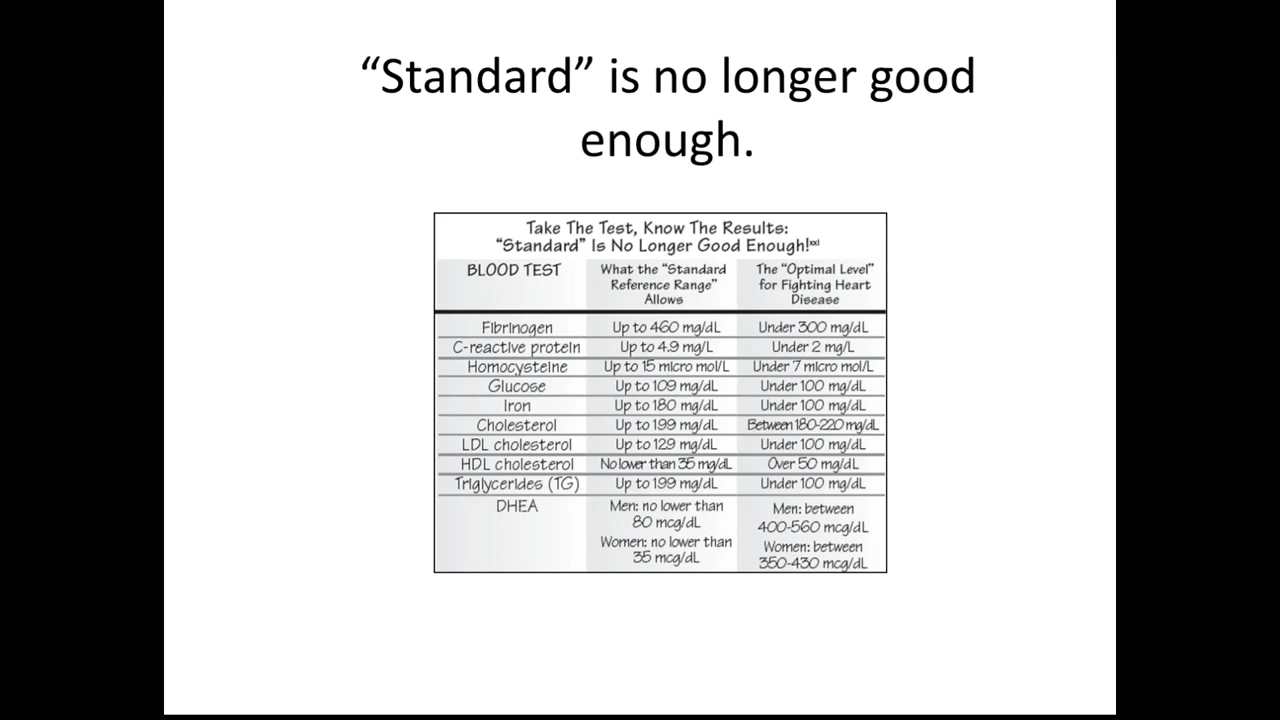 “Standard” is no longer good
enough.
Take The Test, Know The Results:
“Standard” Is No Longer Good Enough!xxi
BLOOD TEST What the “Standard Reference Range” Allows The “Optimal Level” for Fighting Heart Disease
Fibrinogen Up to 460 mg/dL Under 300 mg/dL
C-reactive protein Up to 4.9 mg/L Under 2 mg/L
Homocysteine Up to 15 micro mol/L Under 7 micro mol/L
Glucose Up to 109 mg/dL Under 100 mg/dL
Iron Up to 180 mg/dL Under 100 mg/dL
Cholesterol Up to 199 mg/dL Between 180-220 mg/dL
LDL cholesterol Up to 129 mg/dL Under 100 mg/dL
HDL cholesterol No lower than 35 mg/dL Over 50 mg/dL
Triglycerides (TG) Up to 199 mg/dL Under 100 mg/dL
DHEA Men: no lower than 80 mcg/dL Men: between 400-560 mcg/dL
Women: no lower than 35 mcg/dL Women: between 350-430 mcg/dL